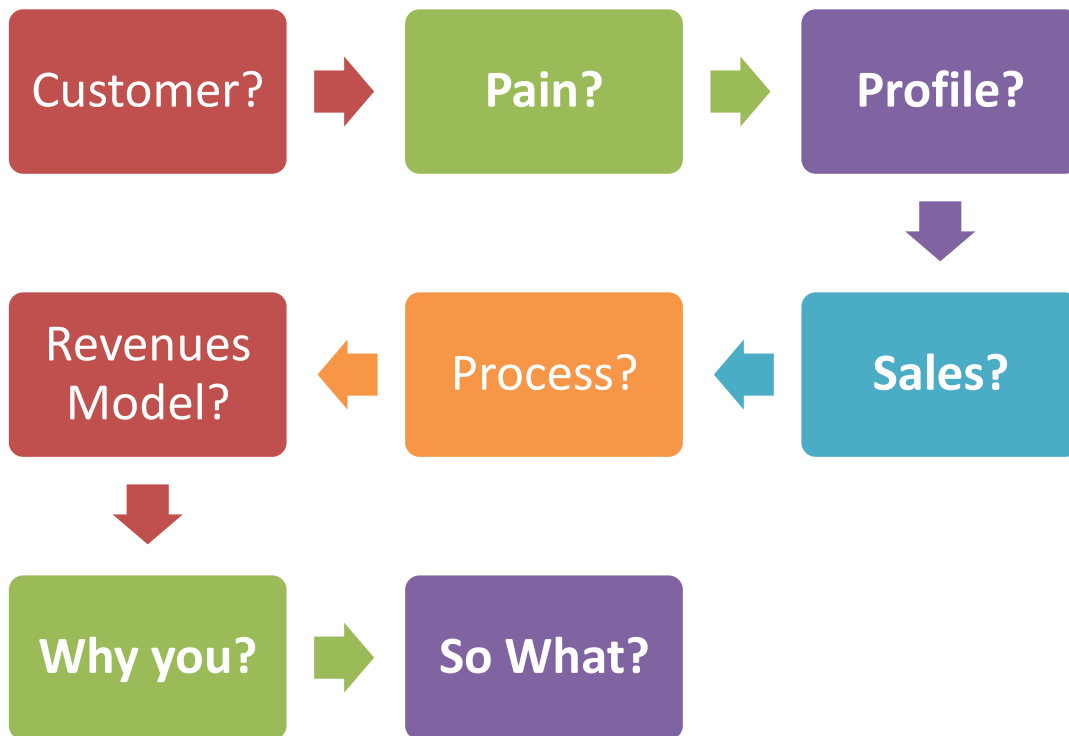 Customer?
Pain?
Profile?
Sales?
Process?
Revenues
Model?
Why you?
So What?